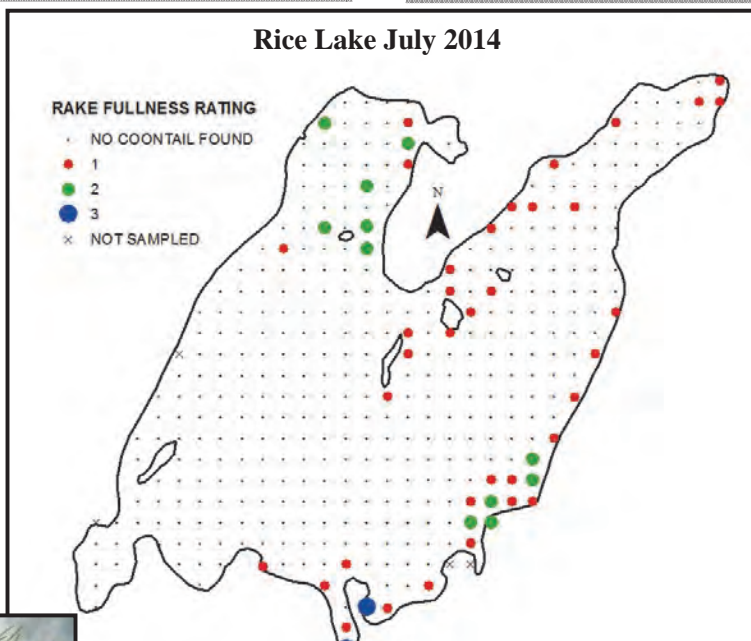 Rice Lake July 2014
RAKE FULLNESS RATING
NO COONTAIL FOUND
1
2
3
NOT SAMPLED
N